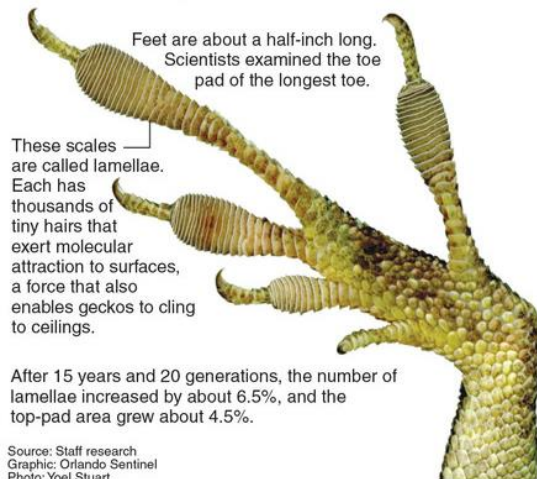 Feet are about a half-inch long.
Scientists examined the toe
pad of the longest toe.
These scales
are called lamellae.
Each has
thousands of
tiny hairs that
exert molecular
attraction to surfaces,
a force that also
enables geckos to cling
to ceilings.
After 15 years and 20 generations, the number of
lamellae increased by about 6.5%, and the
top-pad area grew about 4.5%.
Source: Staff research
Graphic: Orlando Sentinel
Photo: Yoel Stuart